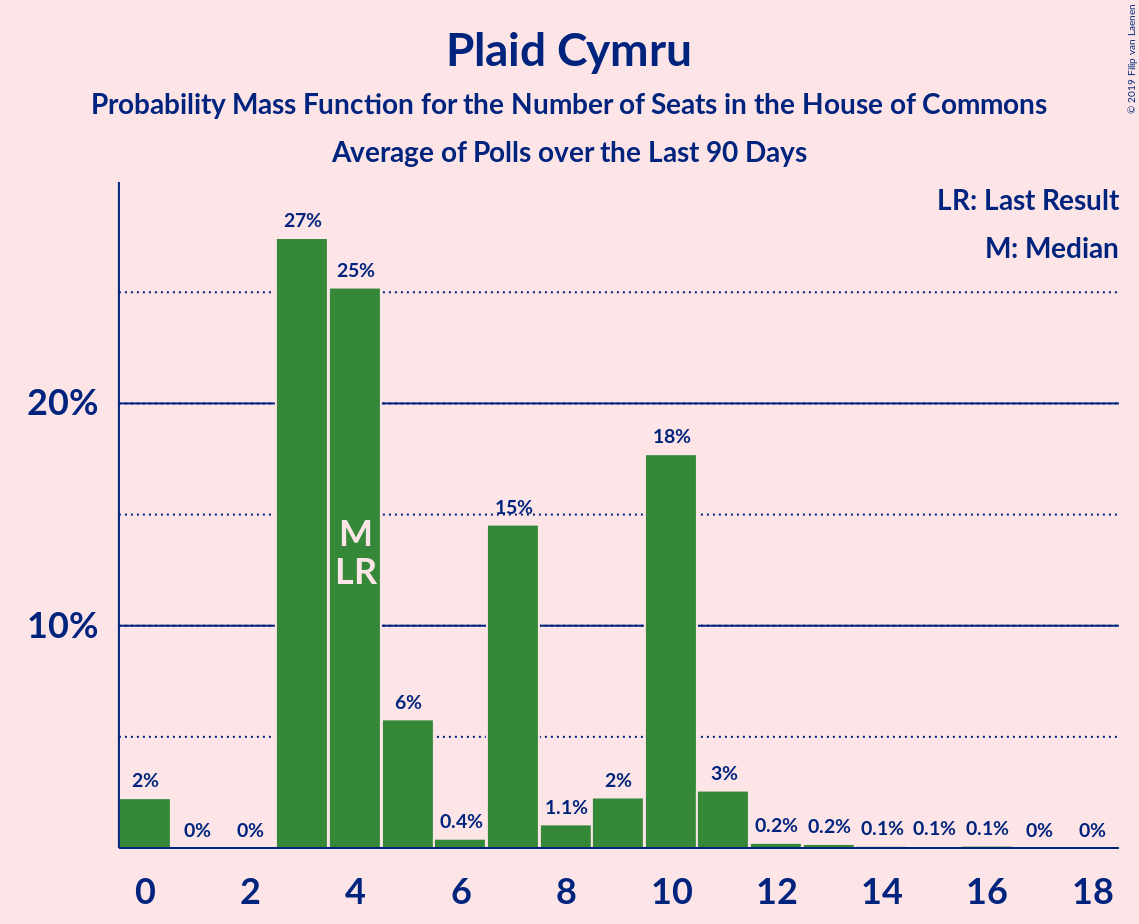 Plaid Cymru
Probability Mass Function for the Number of Seats in the House of Commons
Average of Polls over the Last 90 Days
© 2019 Filip van Laenen
LR: Last Result
M: Median
27%
25%
20%
18%
15%
M
LR
10%
6%
2%
0%
0%
0.4%
1.1%
2%
3%
0.2%
0.2%
0.1%
0.1%
0.1%
0%
0%
0 2 4 6 8 10 12 14 16 18